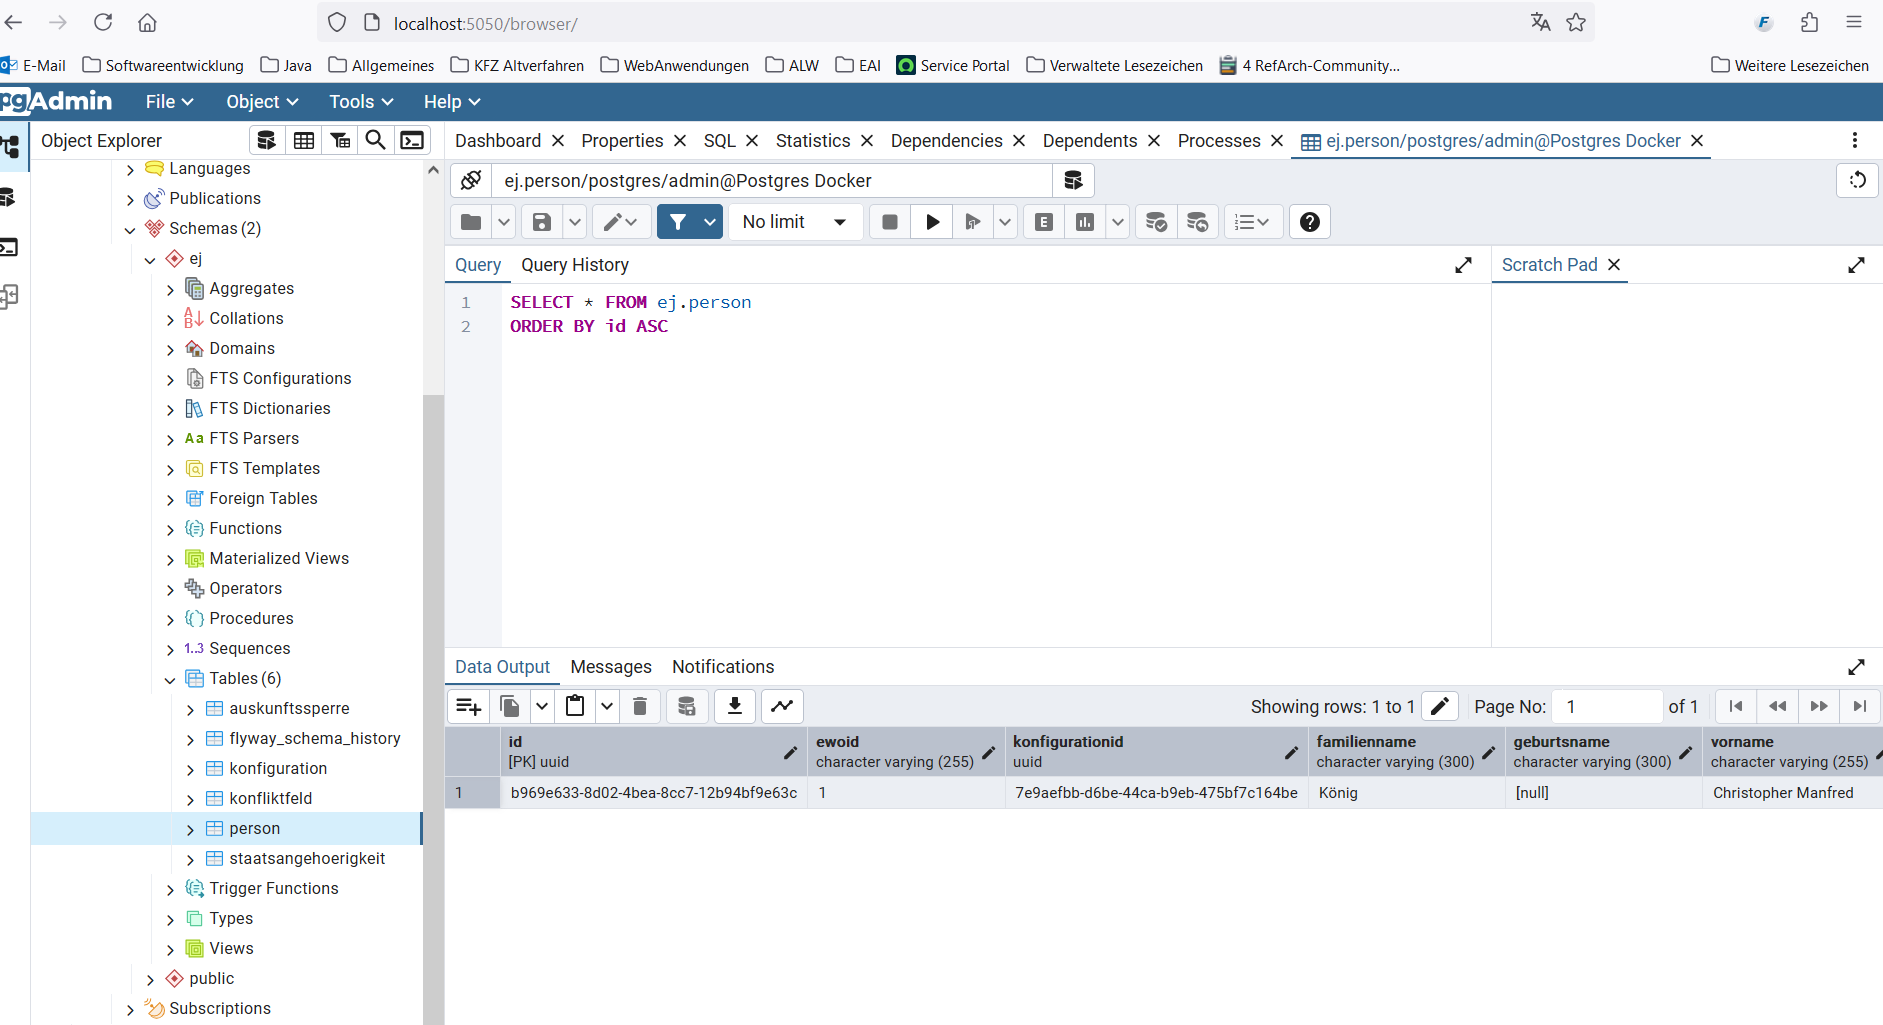 localhost:5050/browser/
E-Mail Softwareentwicklung Java Allgemeines KFZ Altverfahren WebAnwendungen ALW EAI Service Portal Verwaltete Lesezeichen 4 RefArch-Community... Weitere Lesezeichen
pgAdmin File Object Tools Help
Object Explorer
Dashboard Properties SQL Statistics Dependencies Dependents Processes ej.person/postgres/admin@Postgres Docker
Languages
Publications
Schemas (2)
ej
Aggregates
Collations
Domains
FTS Configurations
FTS Dictionaries
Aa FTS Parsers
FTS Templates
Foreign Tables
Functions
Materialized Views
Operators
Procedures
1..3 Sequences
Tables (6)
auskunftssperre
flyway_schema_history
konfiguration
konfliktfeld
person
staatsangehoerigkeit
Trigger Functions
Types
Views
public
Subscriptions
ej.person/postgres/admin@Postgres Docker
No limit E
Query Query History Scratch Pad
1 SELECT * FROM ej.person
2 ORDER BY id ASC
Data Output Messages Notifications
Showing rows: 1 to 1 Page No: 1 of 1
id ewoid konfigurationid familienname geburtsname vorname
[PK] uuid character varying (255) uuid character varying (300) character varying (300) character varying (255)
1 b969e633-8d02-4bea-8cc7-12b94bf9e63c 1 7e9aefbb-d6be-44ca-b9eb-475bf7c164be König [null] Christopher Manfred